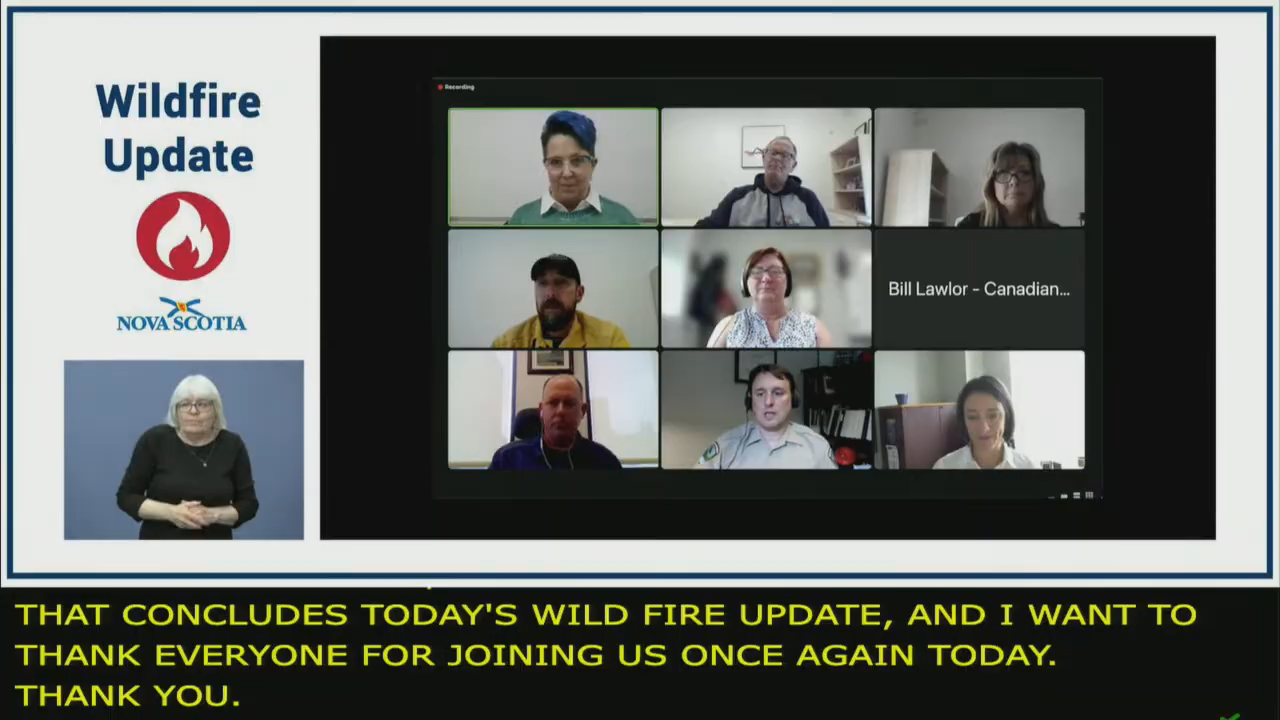 Wildfire
Update
NOVA SCOTIA
Recording
Bill Lawlor - Canadian...
THAT CONCLUDES TODAY'S WILD FIRE UPDATE, AND I WANT TO
THANK EVERYONE FOR JOINING US ONCE AGAIN TODAY.
THANK YOU.